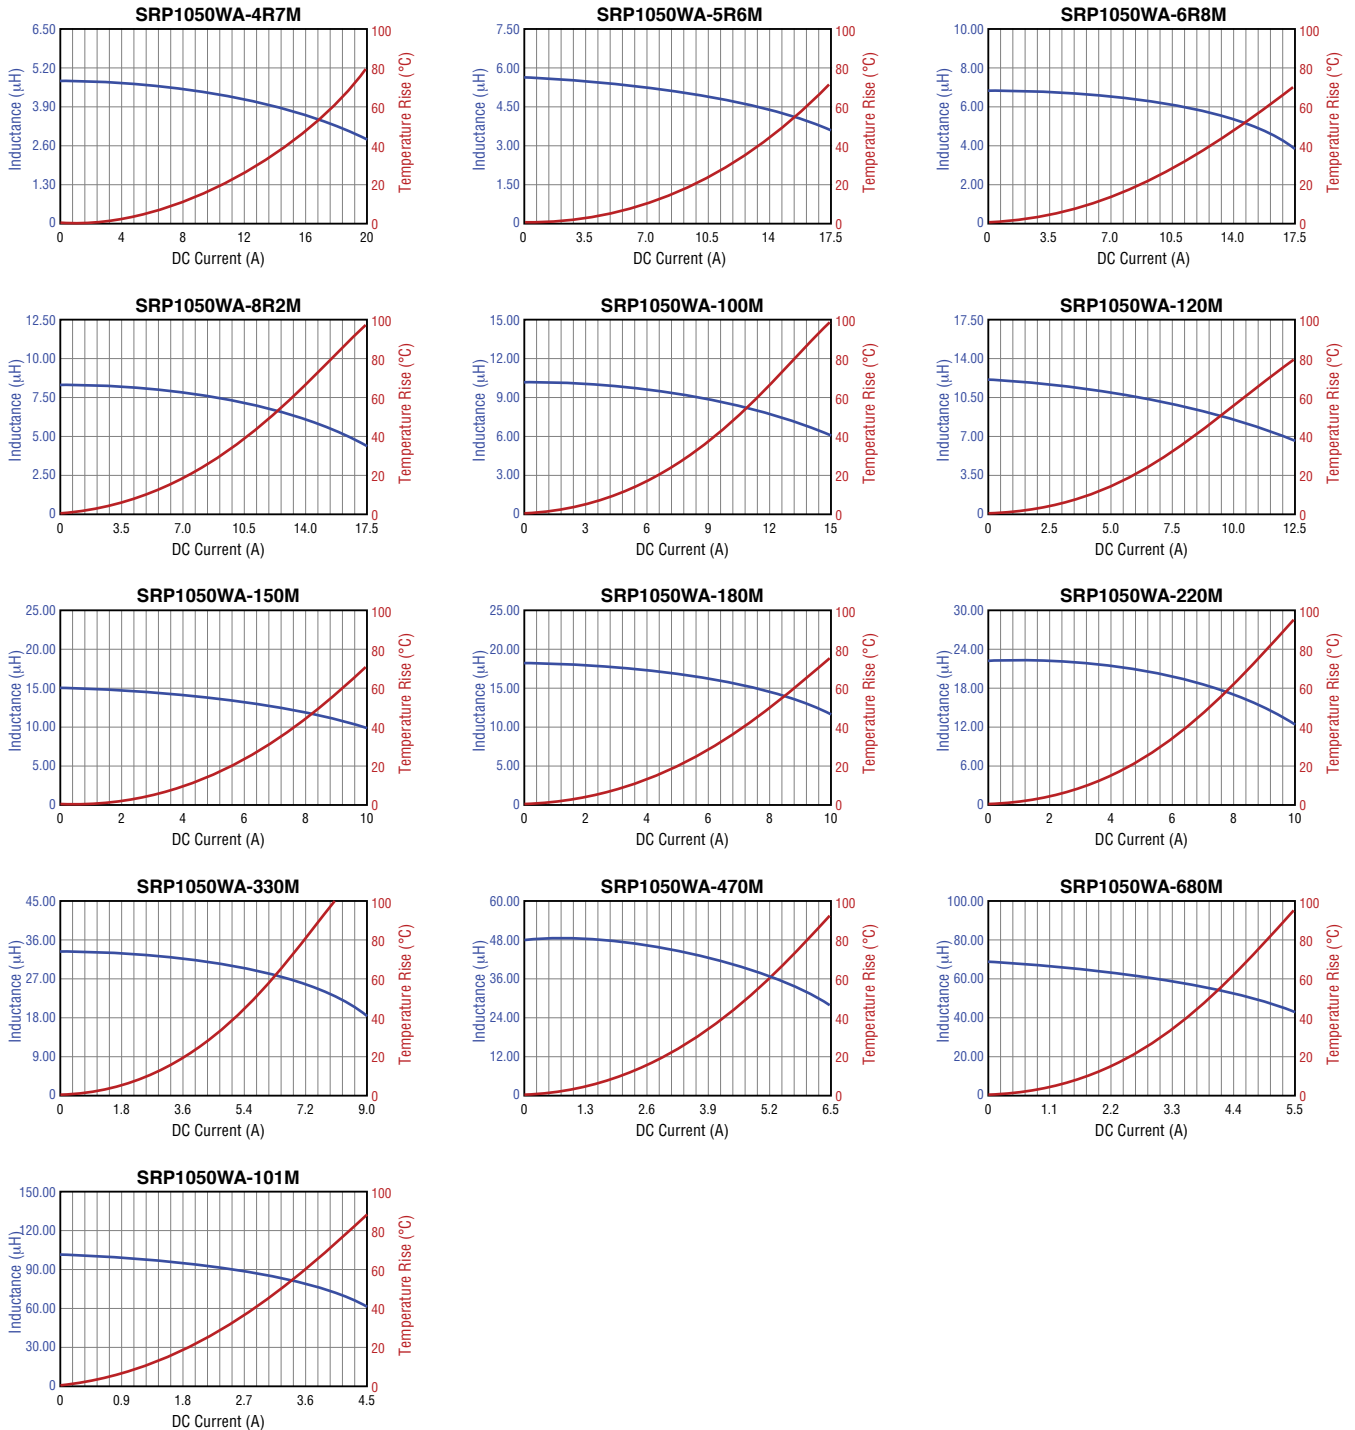 SRP1050WA-4R7M
Inductance (µH)
6.50
5.20
3.90
2.60
1.30
0
100
80
60
40
20
0
Temperature Rise (°C)
0 4 8 12 16 20
DC Current (A)
SRP1050WA-5R6M
Inductance (µH)
7.50
6.00
4.50
3.00
1.50
0
100
80
60
40
20
0
Temperature Rise (°C)
0 3.5 7.0 10.5 14 17.5
DC Current (A)
SRP1050WA-6R8M
Inductance (µH)
10.00
8.00
6.00
4.00
2.00
0
100
80
60
40
20
0
Temperature Rise (°C)
0 3.5 7.0 10.5 14.0 17.5
DC Current (A)
SRP1050WA-8R2M
Inductance (µH)
12.50
10.00
7.50
5.00
2.50
0
100
80
60
40
20
0
Temperature Rise (°C)
0 3.5 7.0 10.5 14.0 17.5
DC Current (A)
SRP1050WA-100M
Inductance (µH)
15.00
12.00
9.00
6.00
3.00
0
100
80
60
40
20
0
Temperature Rise (°C)
0 3 6 9 12 15
DC Current (A)
SRP1050WA-120M
Inductance (µH)
17.50
14.00
10.50
7.00
3.50
0
100
80
60
40
20
0
Temperature Rise (°C)
0 2.5 5.0 7.5 10.0 12.5
DC Current (A)
SRP1050WA-150M
Inductance (µH)
25.00
20.00
15.00
10.00
5.00
0
100
80
60
40
20
0
Temperature Rise (°C)
0 2 4 6 8 10
DC Current (A)
SRP1050WA-180M
Inductance (µH)
25.00
20.00
15.00
10.00
5.00
0
100
80
60
40
20
0
Temperature Rise (°C)
0 2 4 6 8 10
DC Current (A)
SRP1050WA-220M
Inductance (µH)
30.00
24.00
18.00
12.00
6.00
0
100
80
60
40
20
0
Temperature Rise (°C)
0 2 4 6 8 10
DC Current (A)
SRP1050WA-330M
Inductance (µH)
45.00
36.00
27.00
18.00
9.00
0
100
80
60
40
20
0
Temperature Rise (°C)
0 1.8 3.6 5.4 7.2 9.0
DC Current (A)
SRP1050WA-470M
Inductance (µH)
60.00
48.00
36.00
24.00
12.00
0
100
80
60
40
20
0
Temperature Rise (°C)
0 1.3 2.6 3.9 5.2 6.5
DC Current (A)
SRP1050WA-680M
Inductance (µH)
100.00
80.00
60.00
40.00
20.00
0
100
80
60
40
20
0
Temperature Rise (°C)
0 1.1 2.2 3.3 4.4 5.5
DC Current (A)
SRP1050WA-101M
Inductance (µH)
150.00
120.00
90.00
60.00
30.00
0
100
80
60
40
20
0
Temperature Rise (°C)
0 0.9 1.8 2.7 3.6 4.5
DC Current (A)